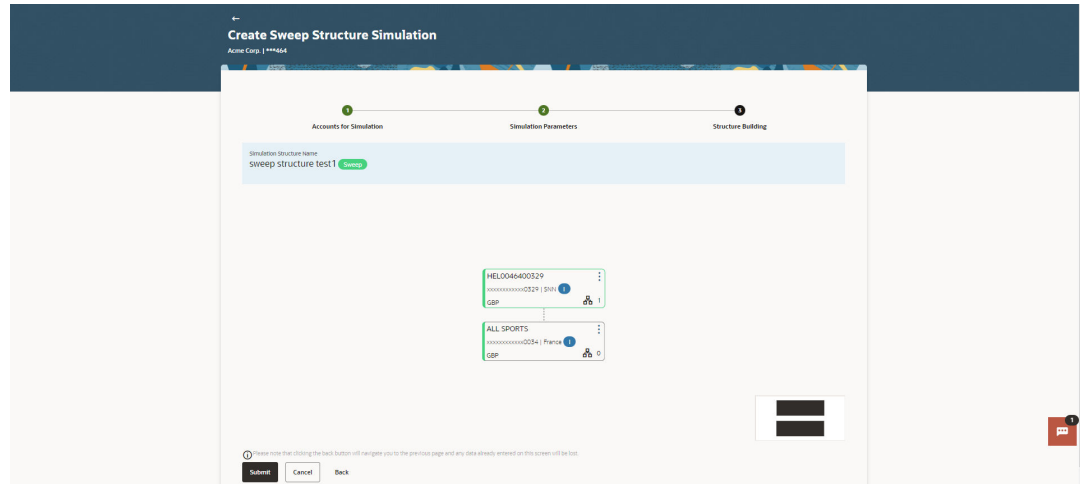 ←
Create Sweep Structure Simulation
Acme Corp. | ***464
1 2 3
Accounts for Simulation Simulation Parameters Structure Building
Simulation Structure Name
sweep structure test1 Sweep
HEL0046400329
xxxxxxxxxxxx0329 | SNN I
GBP 1
ALL SPORTS
xxxxxxxxxxxx0034 | France I
GBP 0
1
Please note that clicking the back button will navigate you to the previous page and any data already entered on this screen will be lost.
Submit Cancel Back